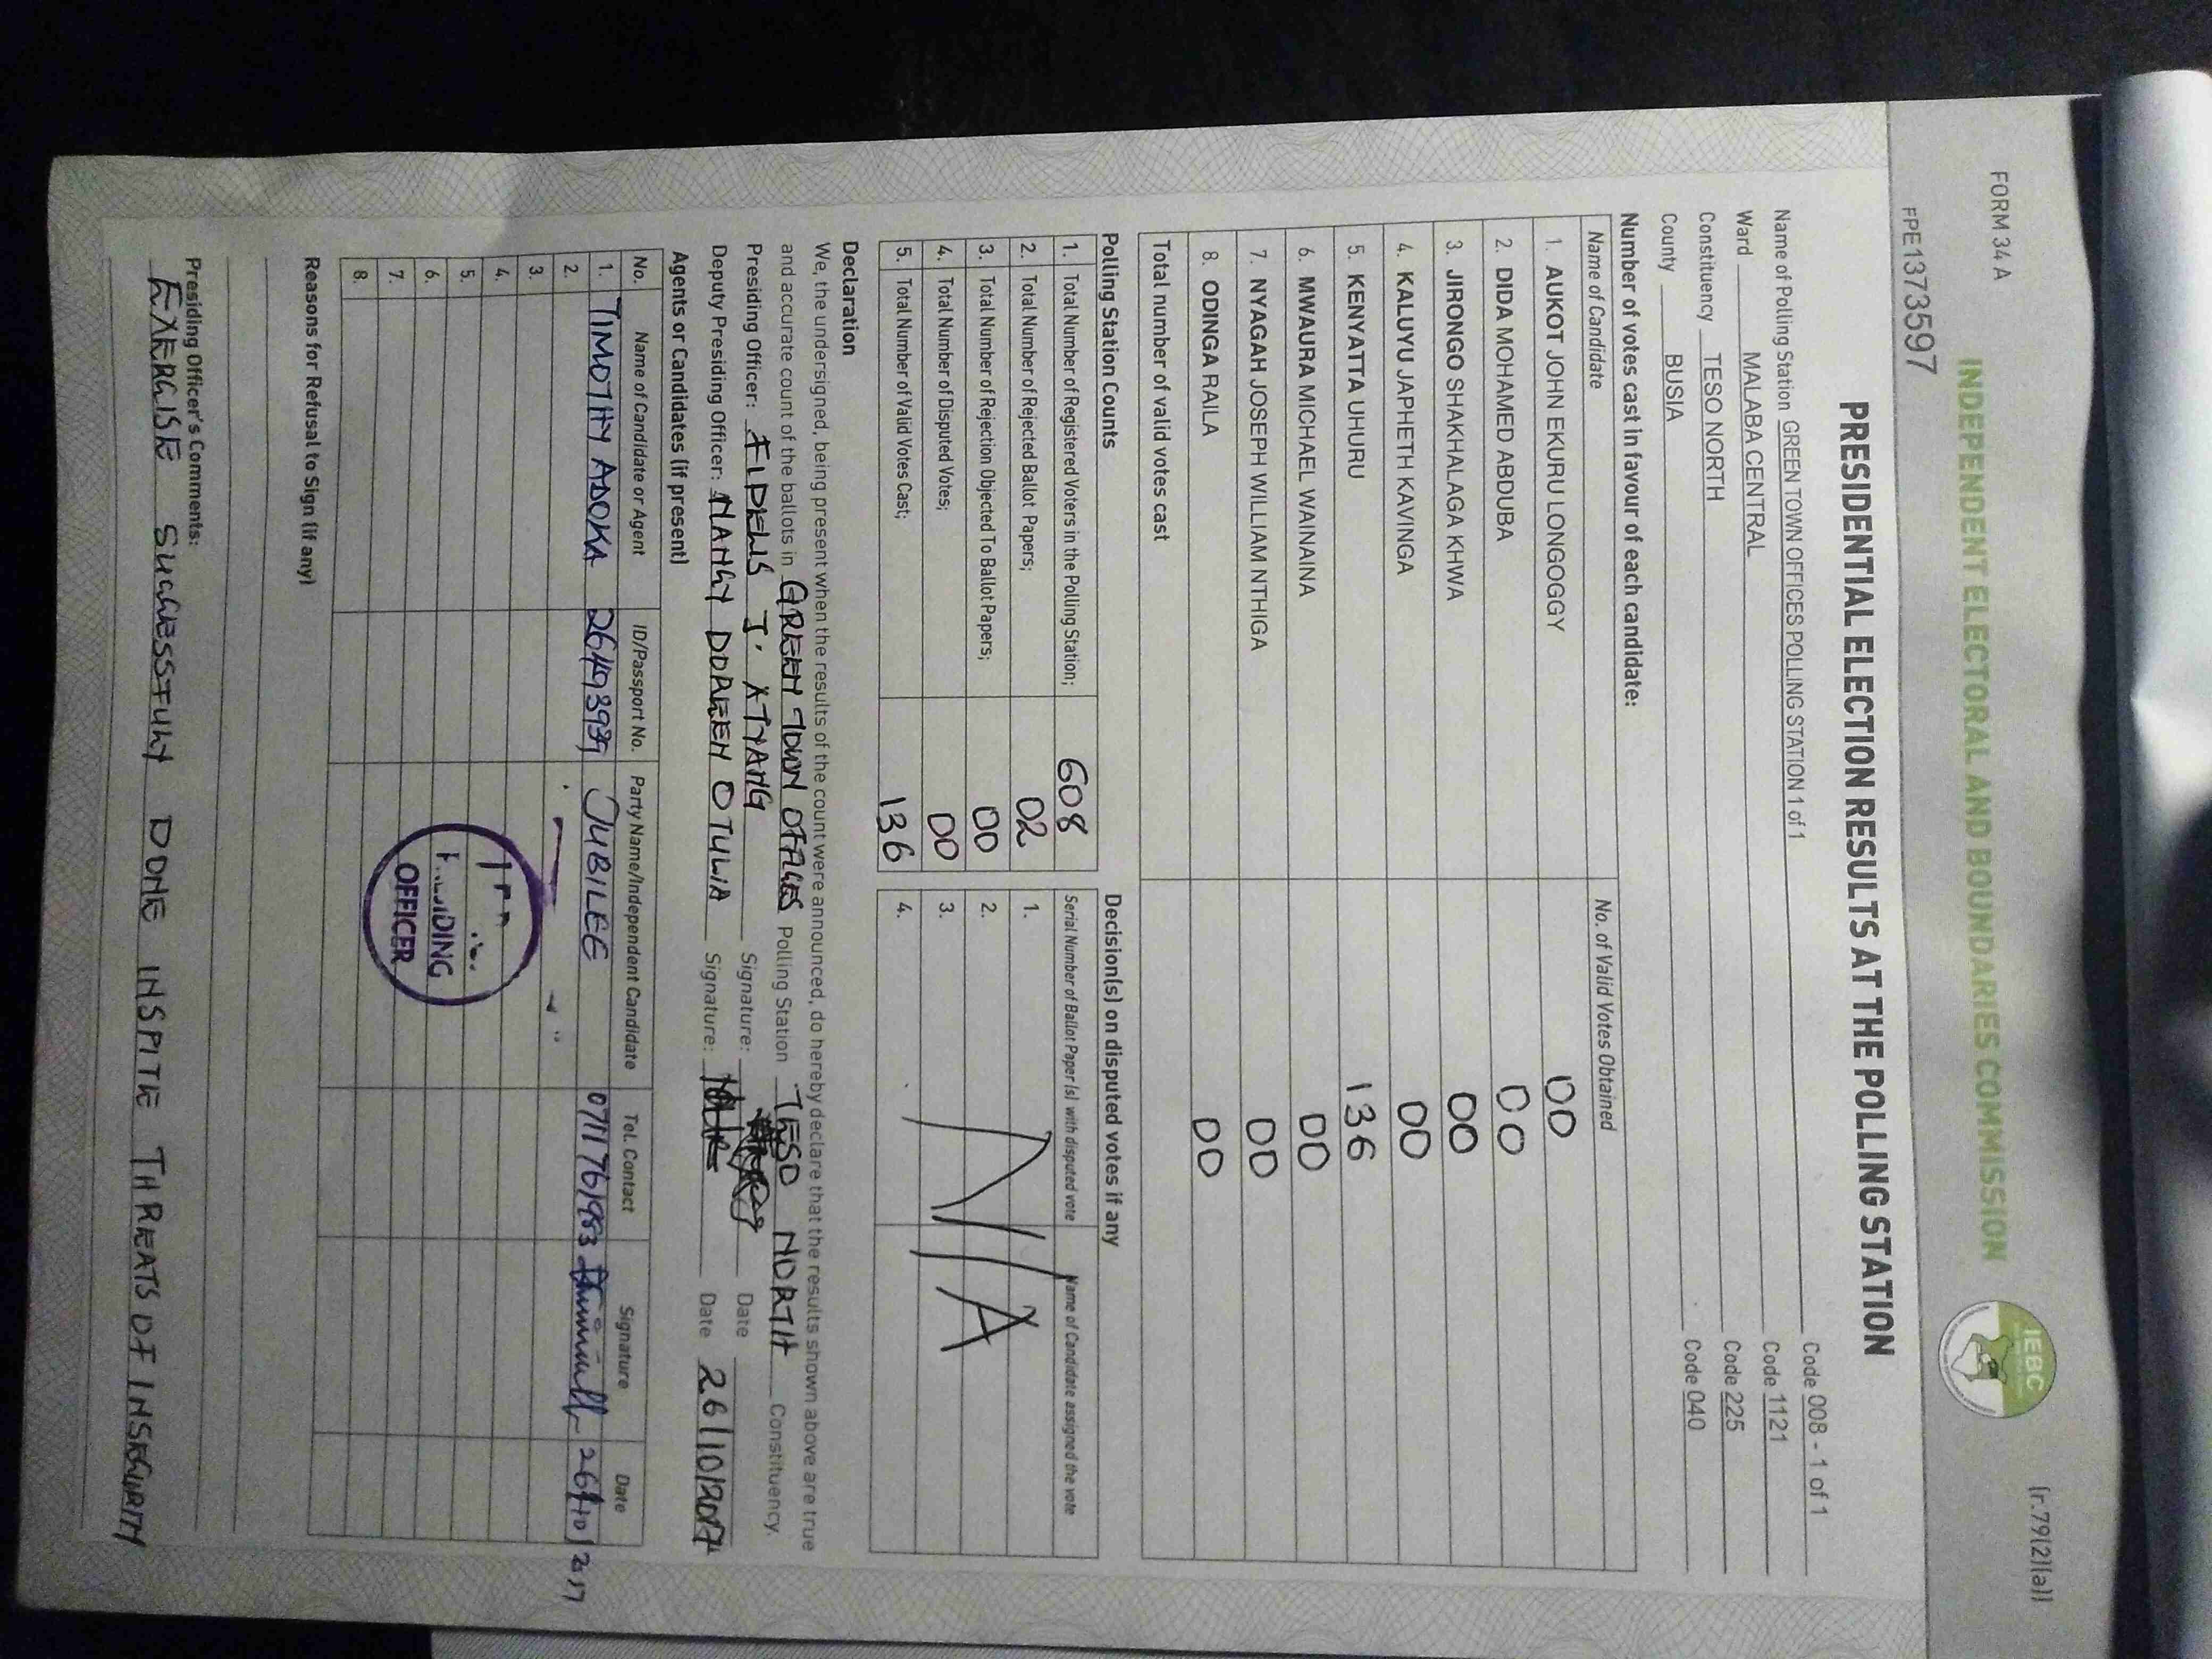 FORM 34 A
(r.79(2)(a))
INDEPENDENT ELECTORAL AND BOUNDARIES COMMISSION
IEBC
FPE1373597
PRESIDENTIAL ELECTION RESULTS AT THE POLLING STATION
Name of Polling Station GREEN TOWN OFFICES POLLING STATION 1 of 1 Code 008 - 1 of 1
Ward MALABA CENTRAL Code 1121
Constituency TESO NORTH Code 225
County BUSIA Code 040
Number of votes cast in favour of each candidate:
Name of Candidate No. of Valid Votes Obtained
1. AUKOT JOHN EKURU LONGOGGY 00
2. DIDA MOHAMED ABDUBA 00
3. JIRONGO SHAKHALAGA KHWA 00
4. KALUYU JAPHETH KAVINGA 00
5. KENYATTA UHURU 136
6. MWAURA MICHAEL WAINAINA 00
7. NYAGAH JOSEPH WILLIAM NTHIGA 00
8. ODINGA RAILA 00
Total number of valid votes cast
Polling Station Counts
1. Total Number of Registered Voters in the Polling Station; 608
2. Total Number of Rejected Ballot Papers; 02
3. Total Number of Rejection Objected To Ballot Papers; 00
4. Total Number of Disputed Votes; 00
5. Total Number of Valid Votes Cast; 136
Decision(s) on disputed votes if any
Serial Number of Ballot Paper (s) with disputed vote Name of Candidate assigned the vote
1.
2.
3.
4.
N/A
Declaration
We, the undersigned, being present when the results of the count were announced, do hereby declare that the results shown above are true
and accurate count of the ballots in GREEN TOWN OFFICES Polling Station TESO NORTH Constituency.
Presiding Officer: Signature: Date
Deputy Presiding Officer: NANCY DOREEN OTULIA Signature: Date 26/10/2017
Agents or Candidates (if present)
No. Name of Candidate or Agent ID/Passport No. Party Name/Independent Candidate Tel. Contact Signature Date
1. TIMOTHY ADOKA 26493939 JUBILEE 0711761983 26/10/2017
2.
3.
4.
5.
6.
7.
8.
OFFICER
Reasons for Refusal to Sign (if any)
Presiding Officer's Comments:
EXERCISE SUCCESSFULY DONE INSPITE THREATS OF INSECURITY